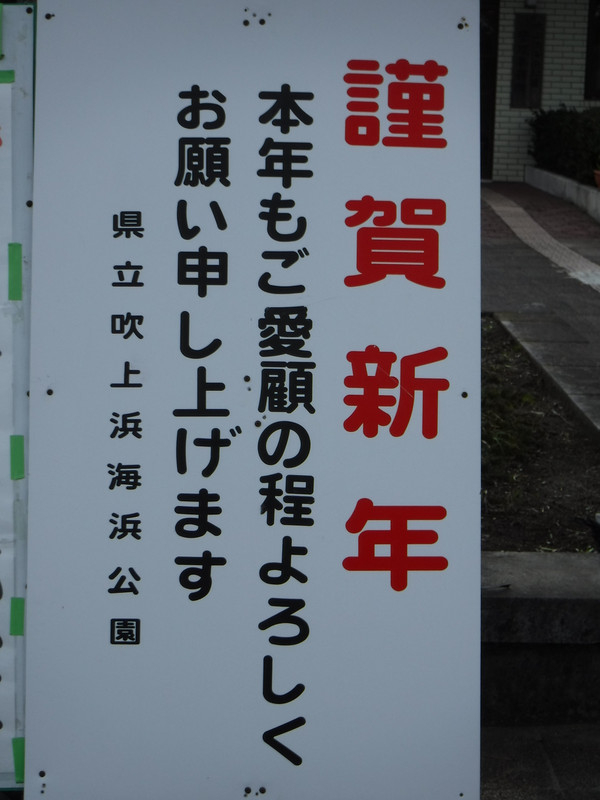 謹賀新年
本年もご愛顧の程よろしく
お願い申し上げます
県立吹上浜海浜公園